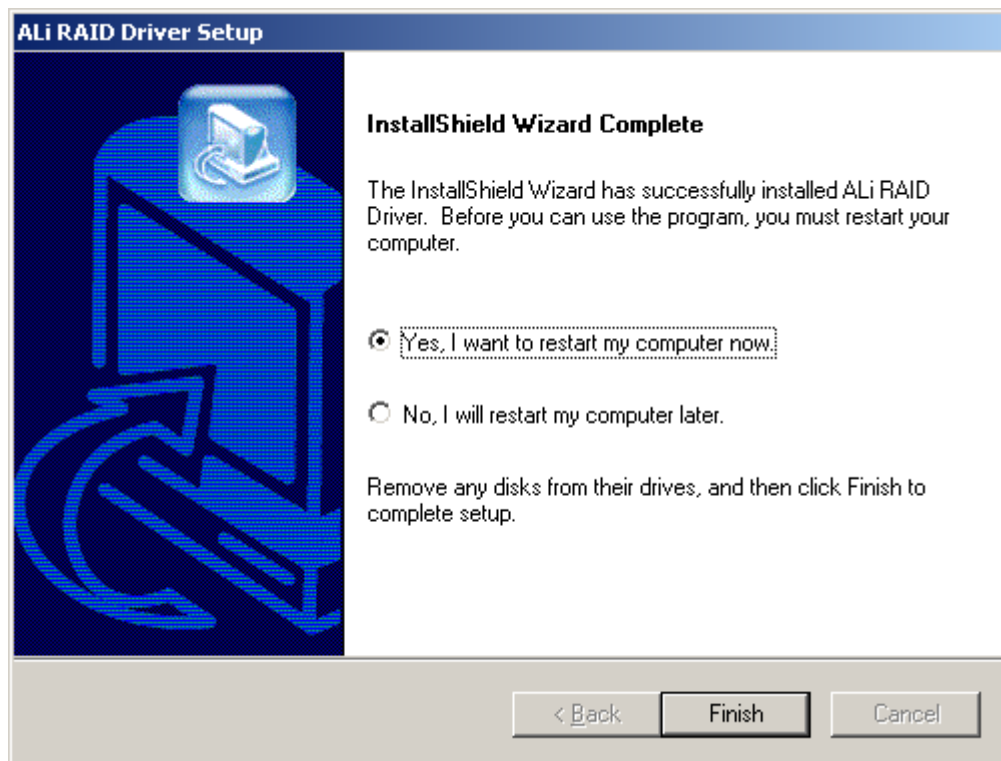 ALi RAID Driver Setup
InstallShield Wizard Complete
The InstallShield Wizard has successfully installed ALi RAID
Driver.  Before you can use the program, you must restart your
computer.
Yes, I want to restart my computer now.
No, I will restart my computer later.
Remove any disks from their drives, and then click Finish to
complete setup.
< Back
Finish
Cancel